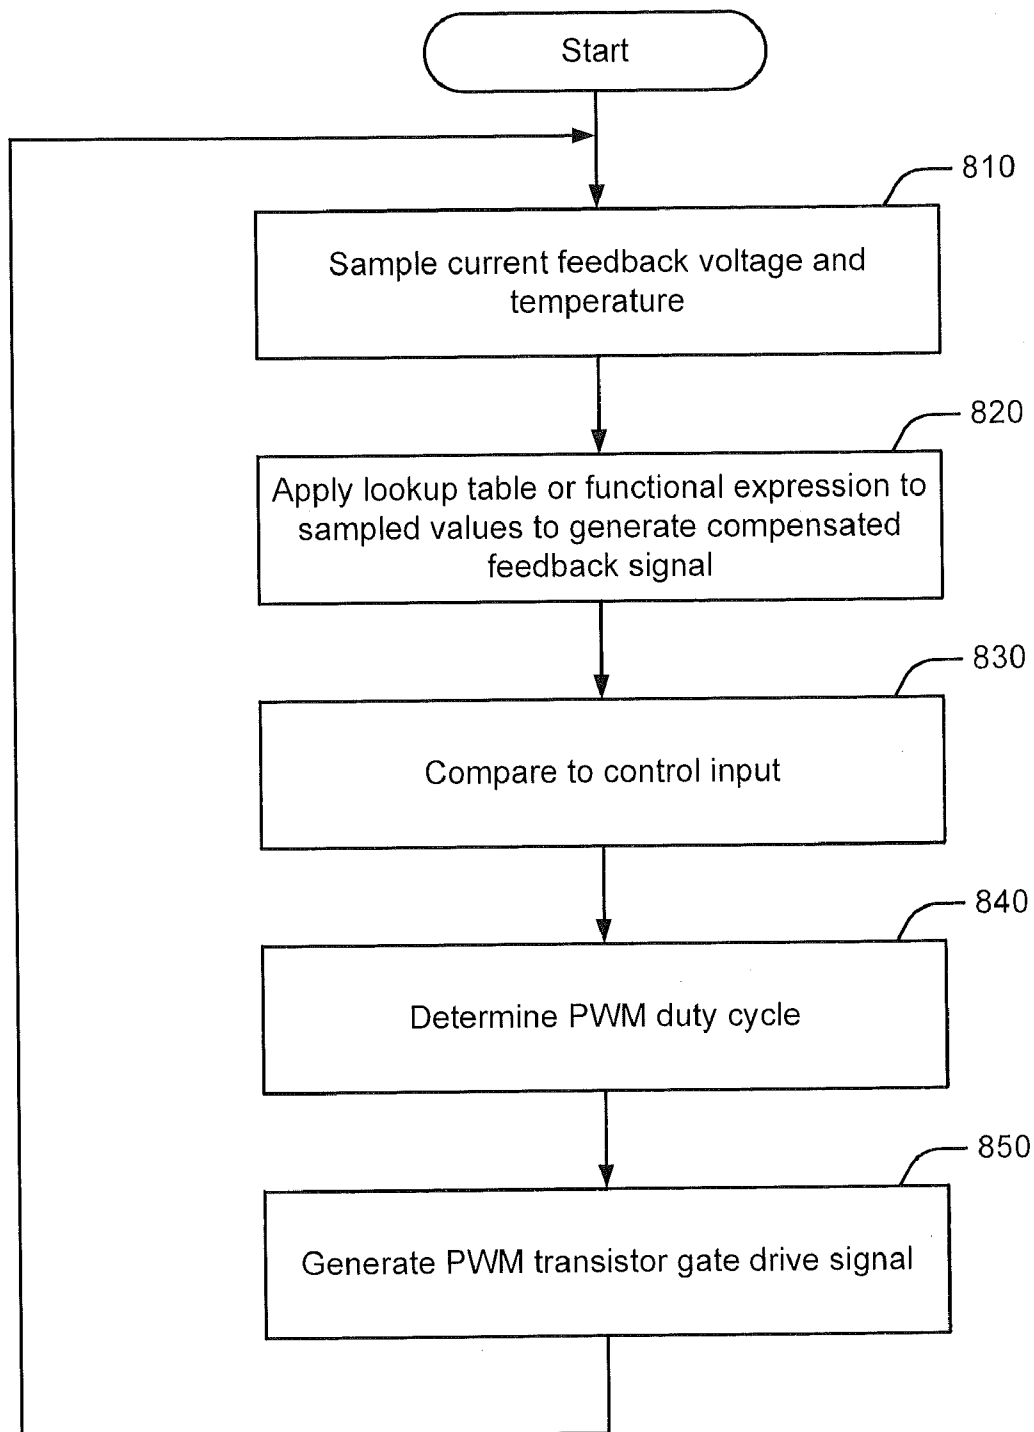 Start
810
Sample current feedback voltage and
temperature
820
Apply lookup table or functional expression to
sampled values to generate compensated
feedback signal
830
Compare to control input
840
Determine PWM duty cycle
850
Generate PWM transistor gate drive signal